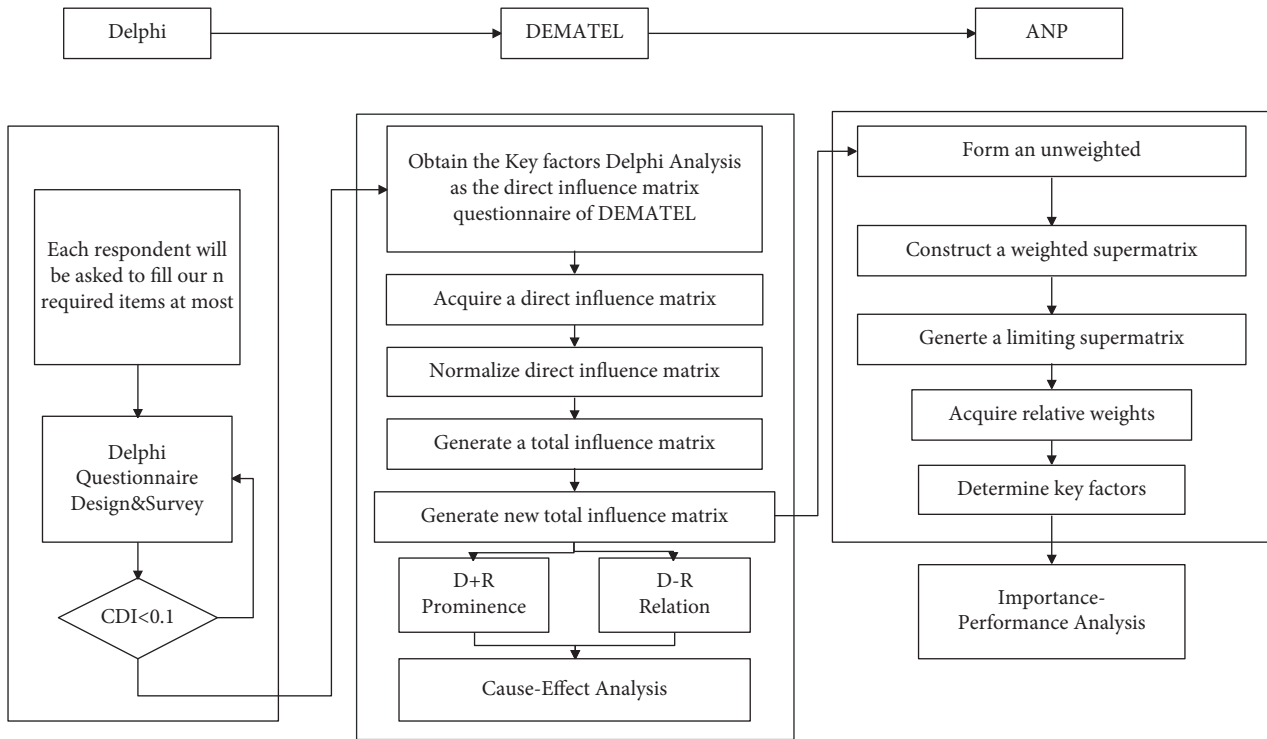 Delphi
DEMATEL
ANP
Each respondent will
be asked to fill our n
required items at most
Delphi
Questionnaire
Design&Survey
CDI<0.1
Obtain the Key factors Delphi Analysis
as the direct influence matrix
questionnaire of DEMATEL
Acquire a direct influence matrix
Normalize direct influence matrix
Generate a total influence matrix
Generate new total influence matrix
D+R
Prominence
D-R
Relation
Cause-Effect Analysis
Form an unweighted
Construct a weighted supermatrix
Generte a limiting supermatrix
Acquire relative weights
Determine key factors
Importance-
Performance Analysis